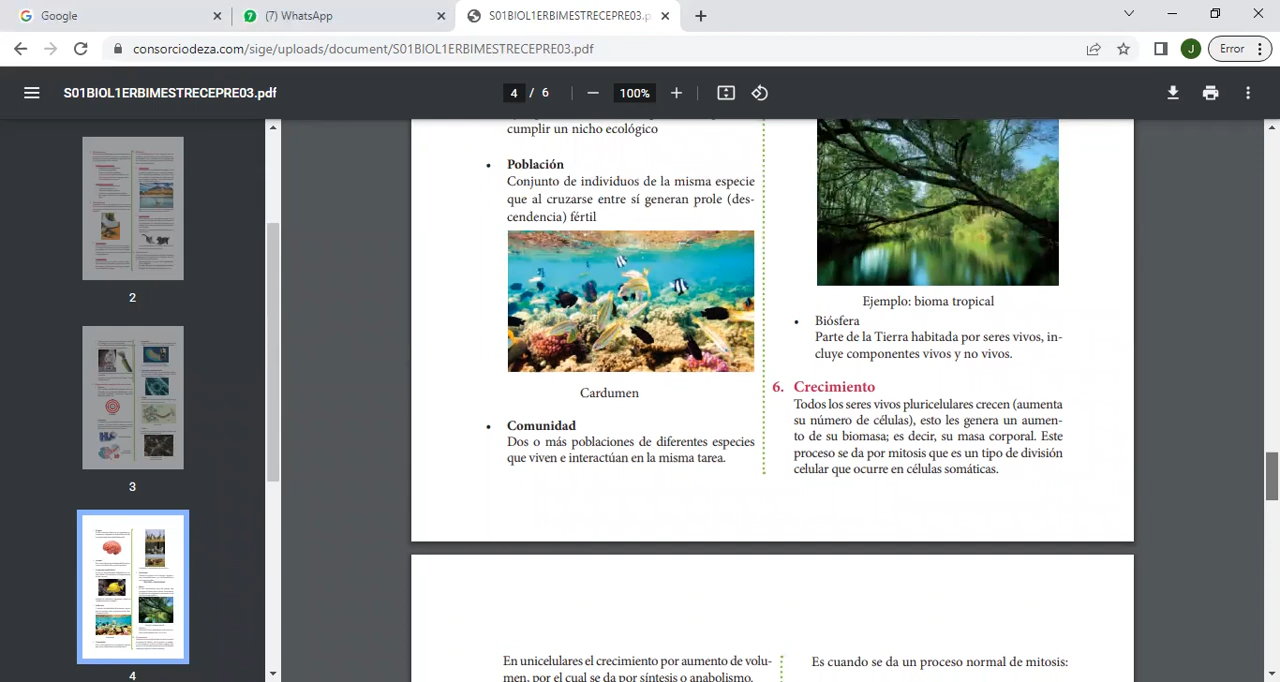 Google
(7) WhatsApp
S01BIOL1ERBIMESTRECEPRE03.p
consorciodeza.com/sige/uploads/document/S01BIOL1ERBIMESTRECEPRE03.pdf
J
Error
S01BIOL1ERBIMESTRECEPRE03.pdf
4 / 6
100%
2
3
4
cumplir un nicho ecológico
• Población
Conjunto de individuos de la misma especie
que al cruzarse entre sí generan prole (des-
cendencia) fértil
Cardumen
• Comunidad
Dos o más poblaciones de diferentes especies
que viven e interactúan en la misma tarea.
Ejemplo: bioma tropical
• Biósfera
Parte de la Tierra habitada por seres vivos, in-
cluye componentes vivos y no vivos.
6. Crecimiento
Todos los seres vivos pluricelulares crecen (aumenta
su número de células), esto les genera un aumen-
to de su biomasa; es decir, su masa corporal. Este
proceso se da por mitosis que es un tipo de división
celular que ocurre en células somáticas.
En unicelulares el crecimiento por aumento de volu-
men, por el cual se da por síntesis o anabolismo.
Es cuando se da un proceso normal de mitosis: